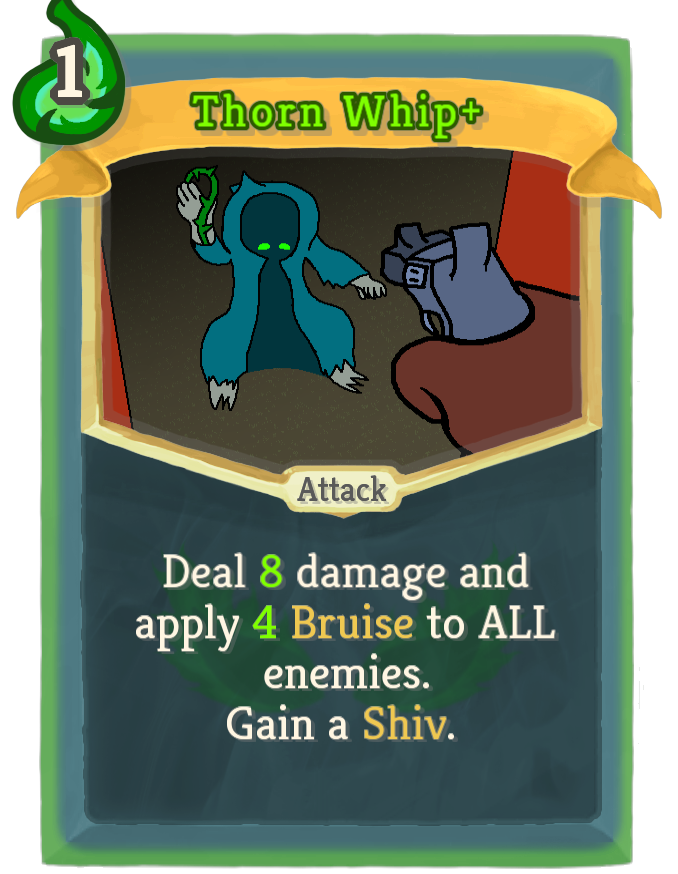 1
Thorn Whip+
Attack
Deal 8 damage and
apply 4 Bruise to ALL
enemies.
Gain a Shiv.